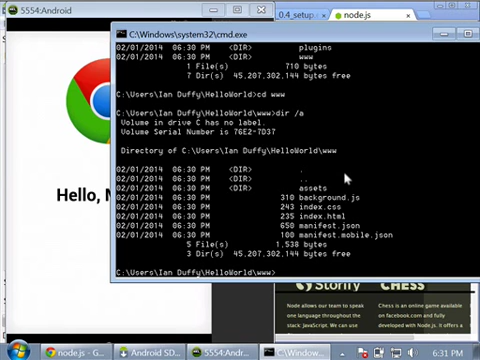 5554:Android
0.4_setup
node.js
C:\Windows\system32\cmd.exe
02/01/2014 06:30 PM <DIR> plugins
02/01/2014 06:30 PM <DIR> www
1 File(s) 710 bytes
7 Dir(s) 45,207,302,144 bytes free
C:\Users\Ian Duffy\HelloWorld>cd www
C:\Users\Ian Duffy\HelloWorld\www>dir /a
Volume in drive C has no label.
Volume Serial Number is 76E2-7D37
Directory of C:\Users\Ian Duffy\HelloWorld\www
02/01/2014 06:30 PM <DIR> .
02/01/2014 06:30 PM <DIR> ..
02/01/2014 06:30 PM <DIR> assets
02/01/2014 06:30 PM 310 background.js
02/01/2014 06:30 PM 243 index.css
02/01/2014 06:30 PM 235 index.html
02/01/2014 06:30 PM 650 manifest.json
02/01/2014 06:30 PM 100 manifest.mobile.json
5 File(s) 1,538 bytes
3 Dir(s) 45,207,302,144 bytes free
C:\Users\Ian Duffy\HelloWorld\www>
Hello, M
Storify
CHESS
Node allows our team to speak
one language throughout the
stack: JavaScript. We can use
Chess is an online game available
on facebook.com and fully
developed with Node.js. It offers a
node.js - G...
Android SD...
5554:Andro...
C:\Windows...
6:31 PM